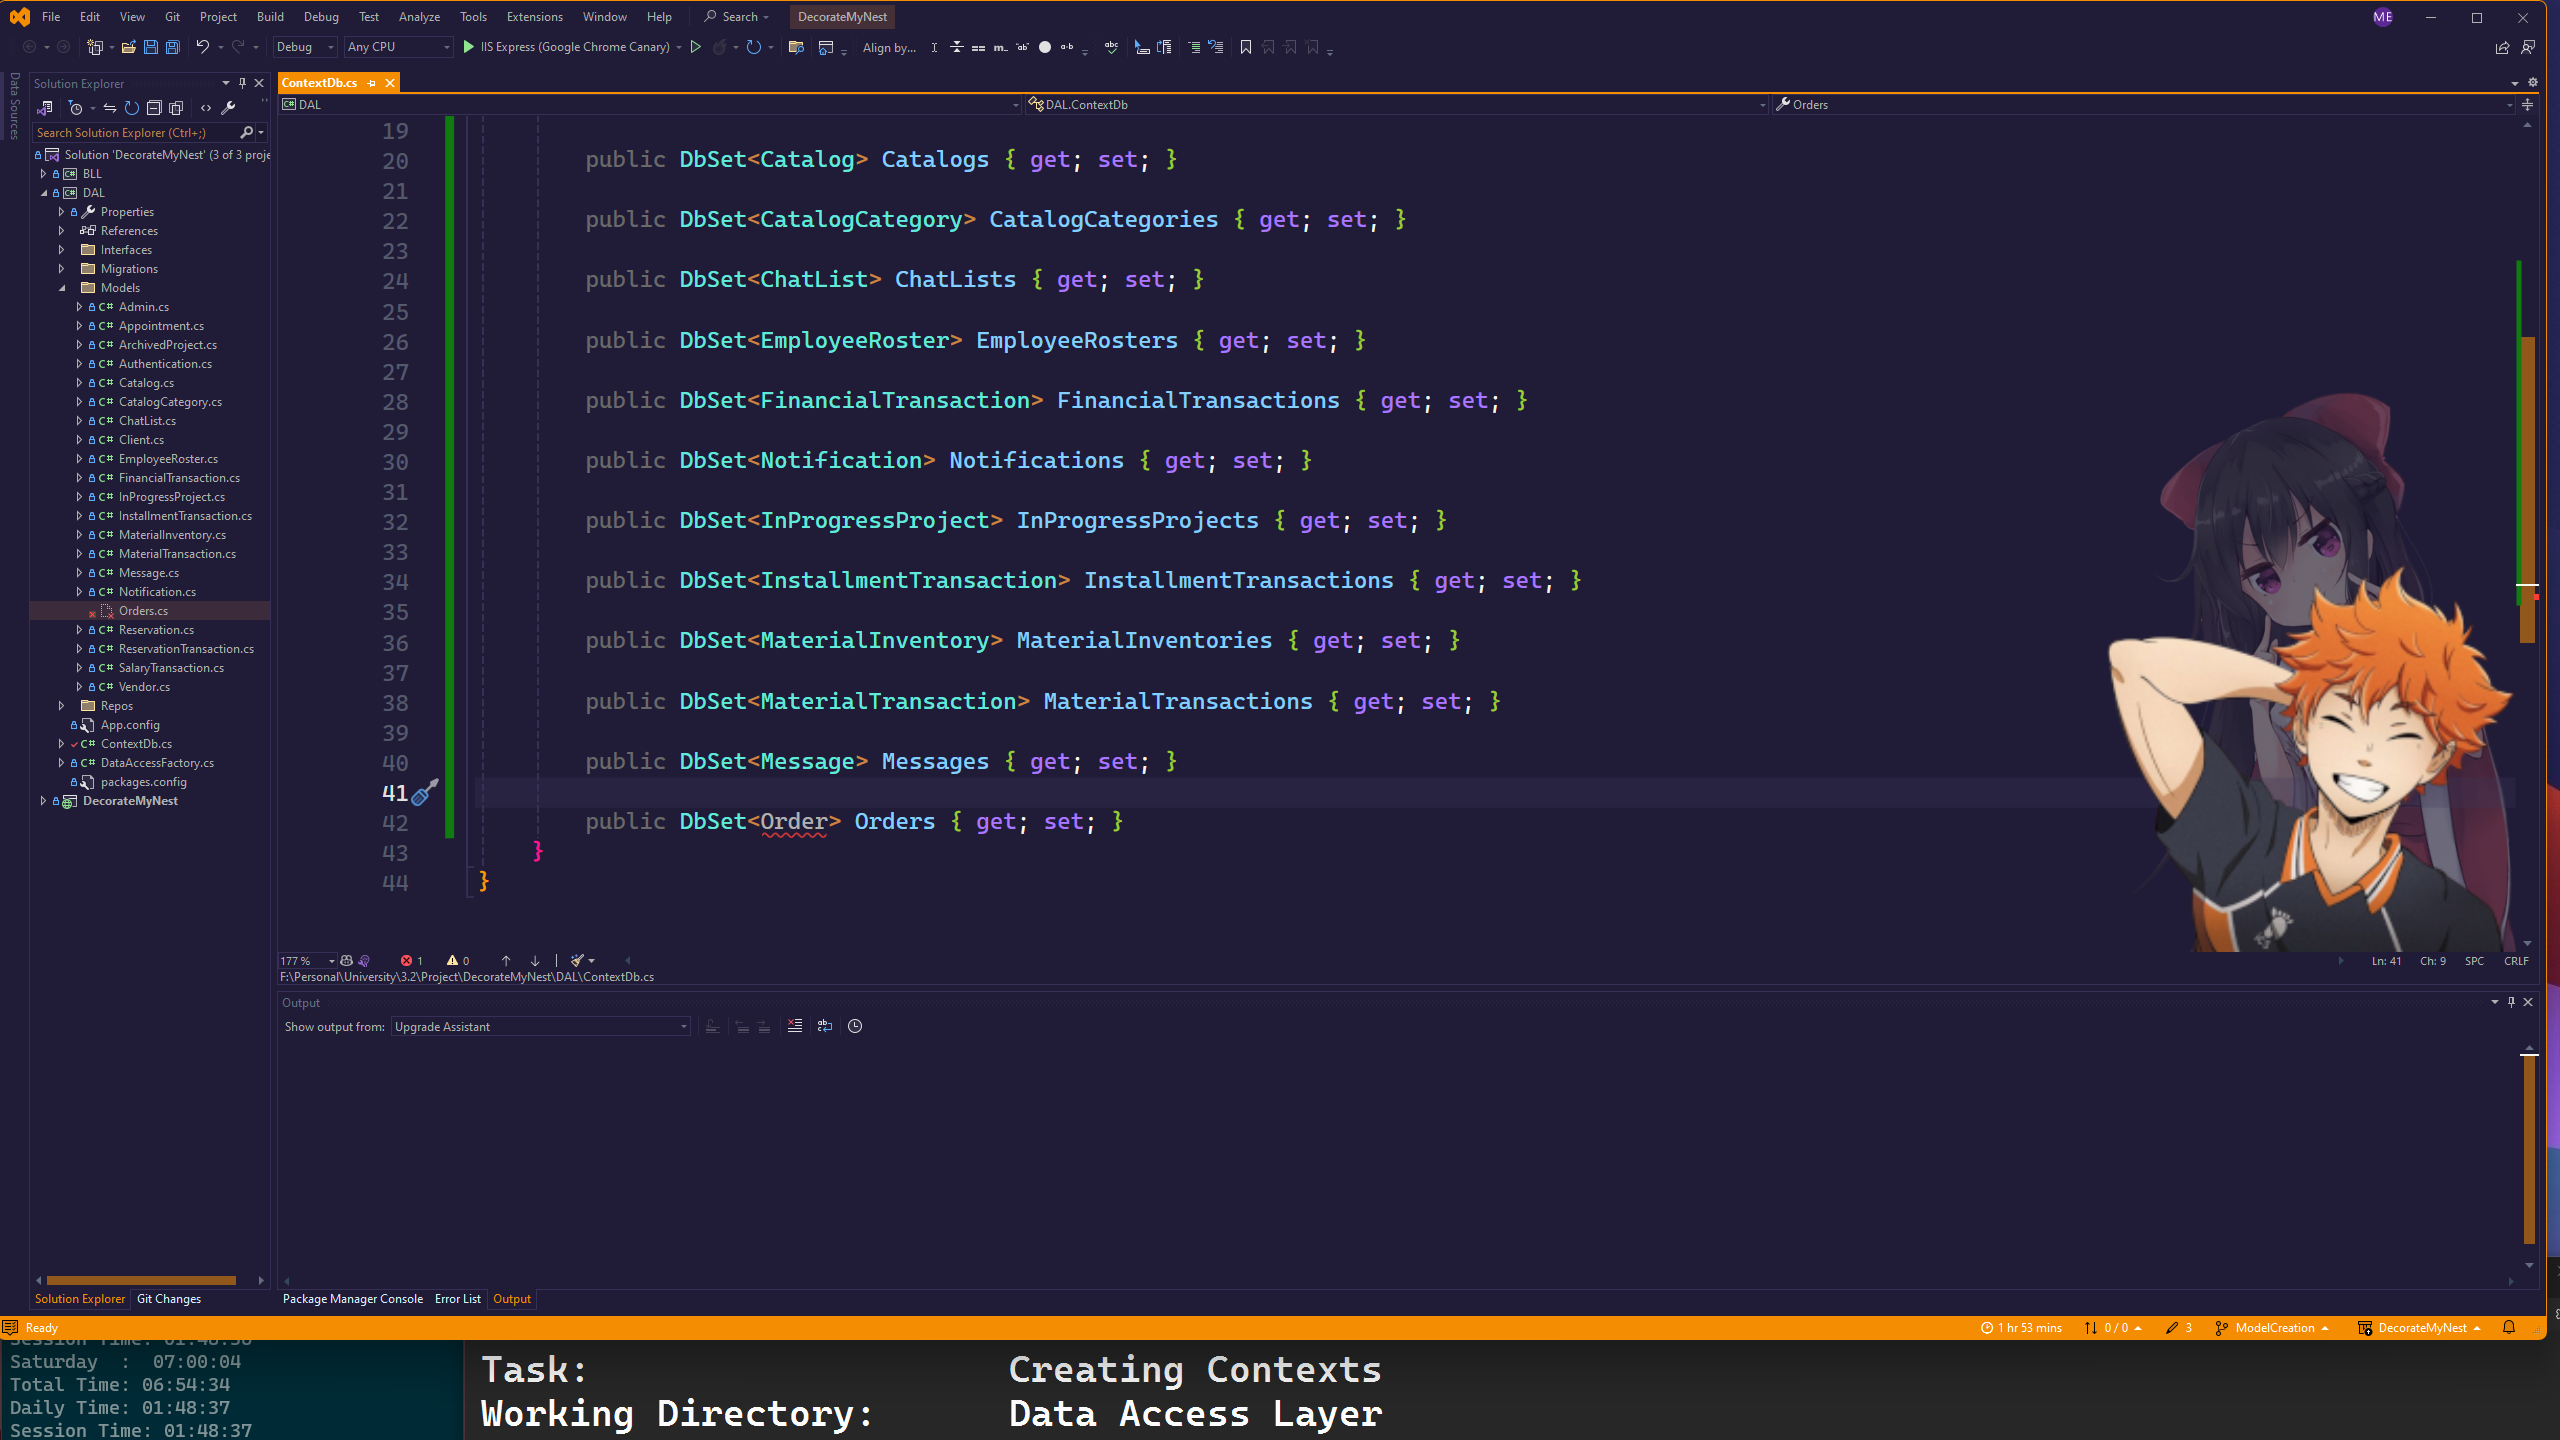 File Edit View Git Project Build Debug Test Analyze Tools Extensions Window Help Search DecorateMyNest ME
Debug Any CPU IIS Express (Google Chrome Canary) Align by...
Data Sources
Solution Explorer
Search Solution Explorer (Ctrl+;)
Solution 'DecorateMyNest' (3 of 3 proje
BLL
DAL
Properties
References
Interfaces
Migrations
Models
C# Admin.cs
C# Appointment.cs
C# ArchivedProject.cs
C# Authentication.cs
C# Catalog.cs
C# CatalogCategory.cs
C# ChatList.cs
C# Client.cs
C# EmployeeRoster.cs
C# FinancialTransaction.cs
C# InProgressProject.cs
C# InstallmentTransaction.cs
C# MaterialInventory.cs
C# MaterialTransaction.cs
C# Message.cs
C# Notification.cs
Orders.cs
C# Reservation.cs
C# ReservationTransaction.cs
C# SalaryTransaction.cs
C# Vendor.cs
Repos
App.config
C# ContextDb.cs
C# DataAccessFactory.cs
packages.config
DecorateMyNest
Solution Explorer Git Changes
ContextDb.cs
DAL DAL.ContextDb Orders
19
20 public DbSet<Catalog> Catalogs { get; set; }
21
22 public DbSet<CatalogCategory> CatalogCategories { get; set; }
23
24 public DbSet<ChatList> ChatLists { get; set; }
25
26 public DbSet<EmployeeRoster> EmployeeRosters { get; set; }
27
28 public DbSet<FinancialTransaction> FinancialTransactions { get; set; }
29
30 public DbSet<Notification> Notifications { get; set; }
31
32 public DbSet<InProgressProject> InProgressProjects { get; set; }
33
34 public DbSet<InstallmentTransaction> InstallmentTransactions { get; set; }
35
36 public DbSet<MaterialInventory> MaterialInventories { get; set; }
37
38 public DbSet<MaterialTransaction> MaterialTransactions { get; set; }
39
40 public DbSet<Message> Messages { get; set; }
41
42 public DbSet<Order> Orders { get; set; }
43 }
44 }
177 % 1 0 Ln: 41 Ch: 9 SPC CRLF
F:\Personal\University\3.2\Project\DecorateMyNest\DAL\ContextDb.cs
Output
Show output from: Upgrade Assistant
Package Manager Console Error List Output
Ready 1 hr 53 mins 0 / 0 3 ModelCreation DecorateMyNest
Saturday : 07:00:04
Total Time: 06:54:34
Daily Time: 01:48:37
Session Time: 01:48:37
Task: Creating Contexts
Working Directory: Data Access Layer